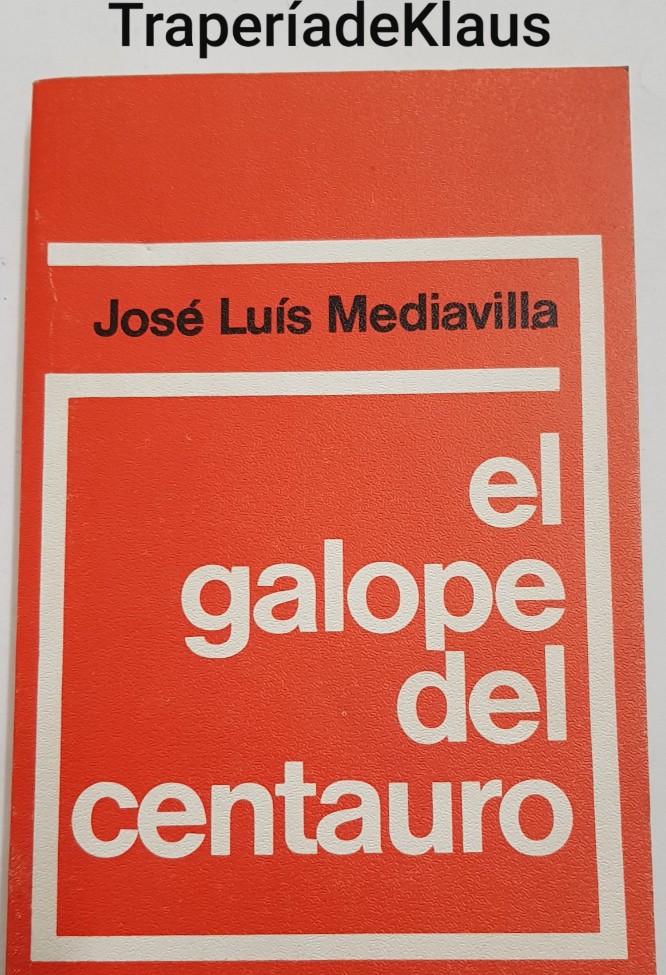 TraperíadeKlaus
José Luís Mediavilla
el
galope
del
centauro